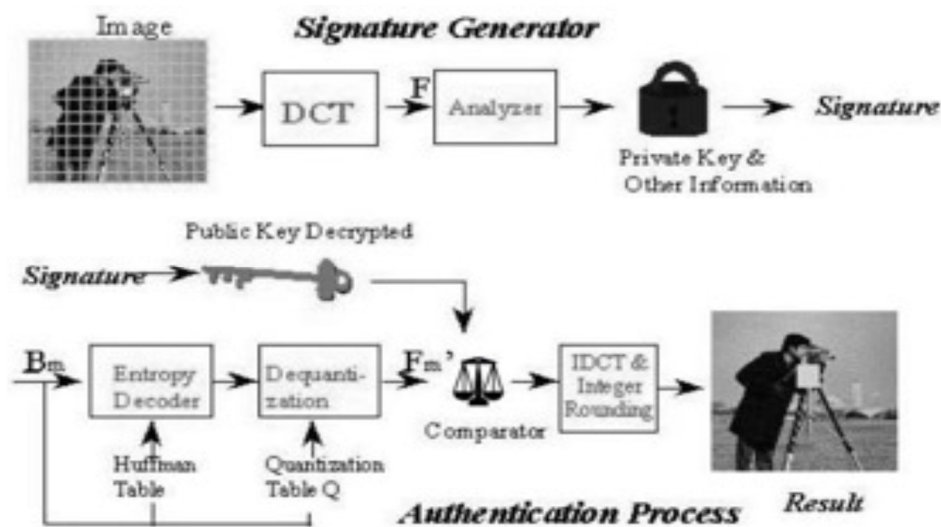 Image
Signature Generator
DCT
F
Analyzer
Signature
Private Key &
Other Information
Public Key Decrypted
Signature
Bm
Entropy
Decoder
Dequanti-
zation
Fm'
Comparator
IDCT &
Integer
Rounding
Huffman
Table
Quantization
Table Q
Authentication Process
Result